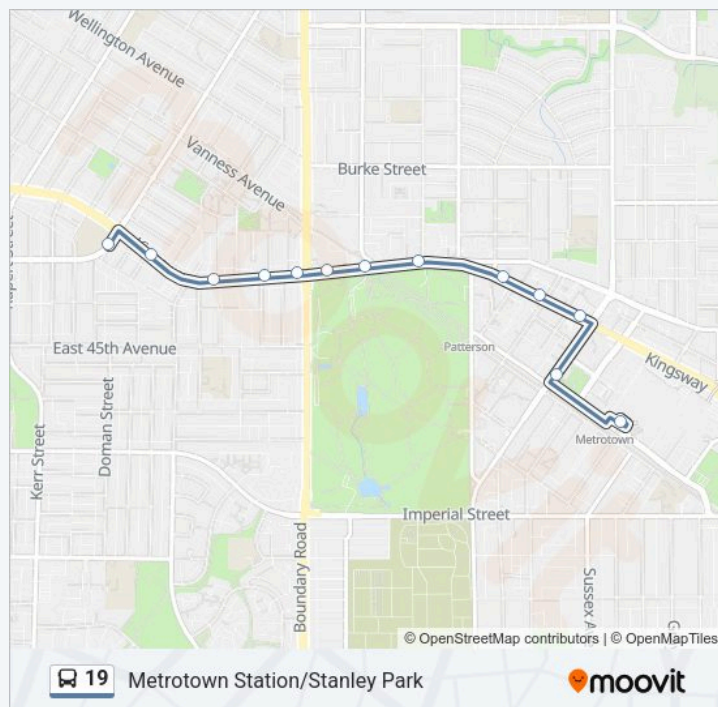 Wellington Avenue
Vanness Avenue
Burke Street
East 45th Avenue
Patterson
Kingsway
Doman Street
Kerr Street
Metrotown
Imperial Street
Boundary Road
© OpenStreetMap contributors | © OpenMapTiles
19 Metrotown Station/Stanley Park
moovit